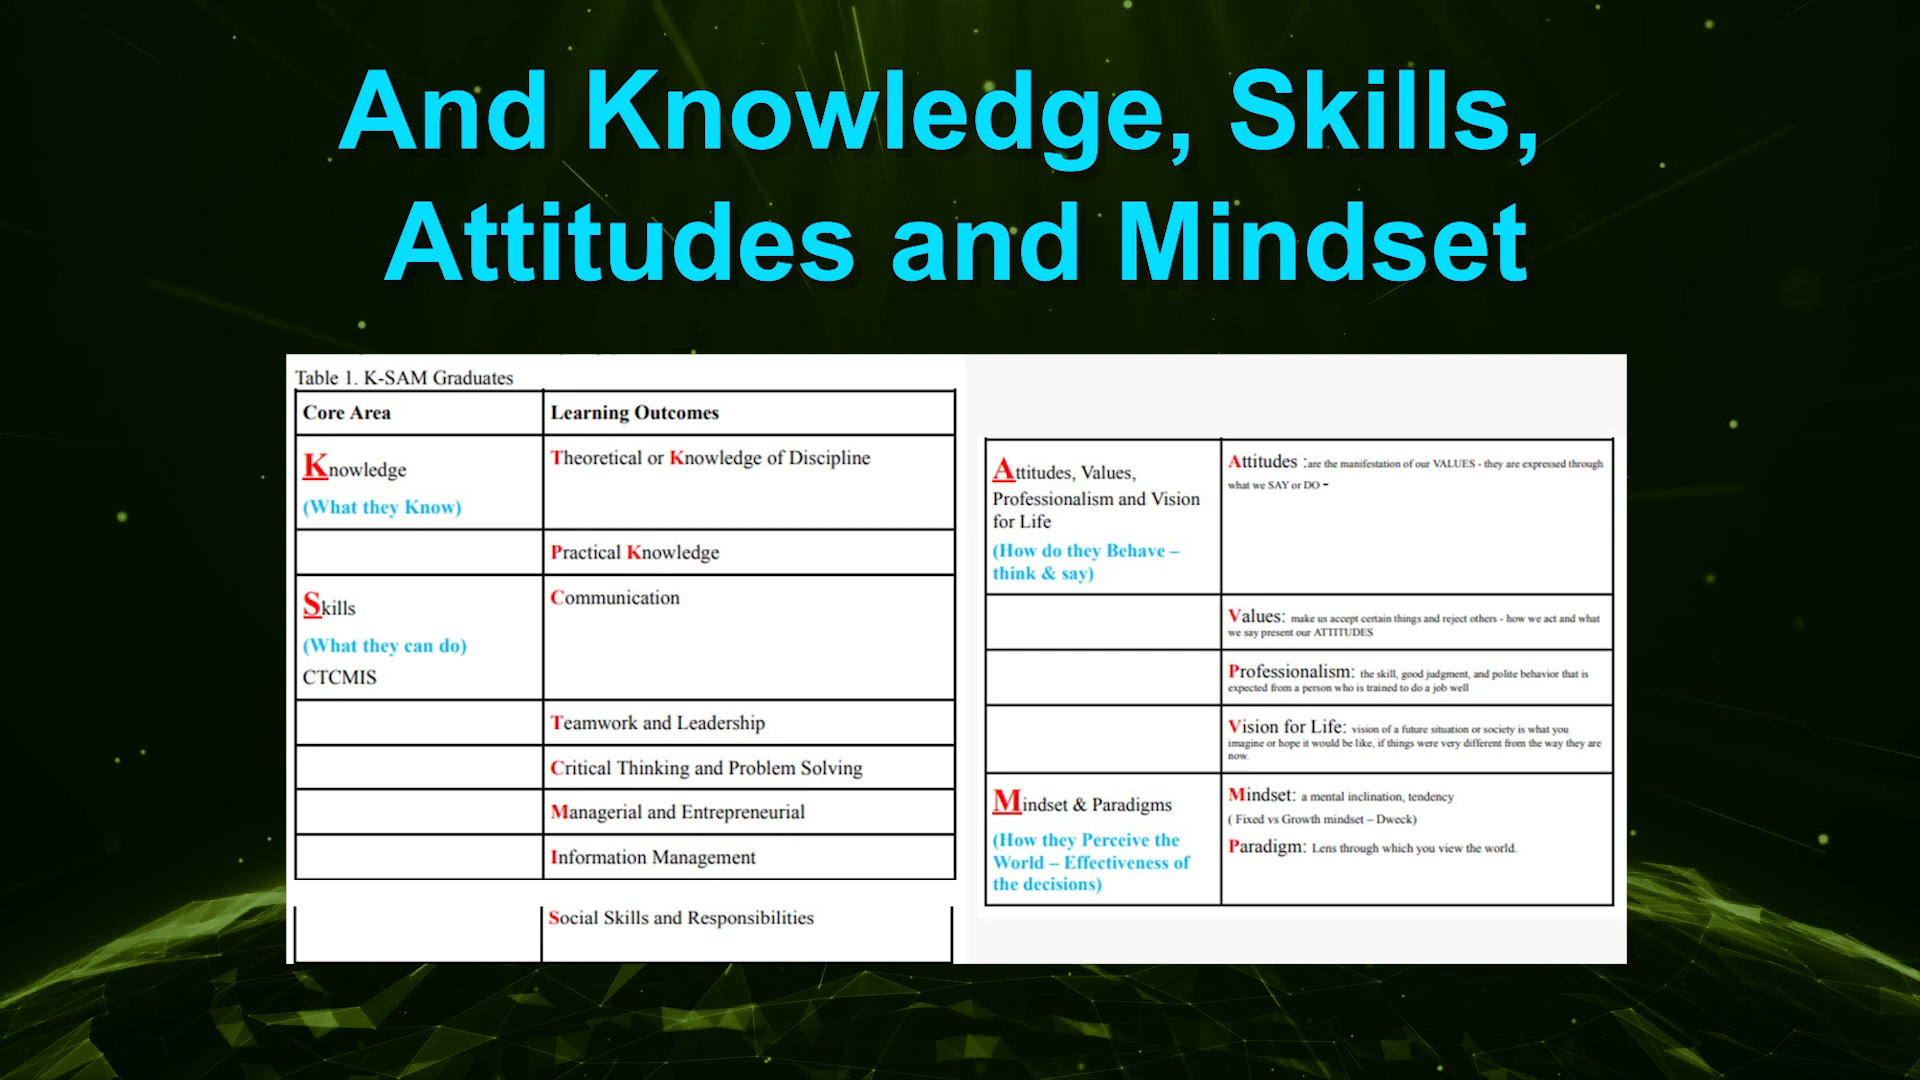 And Knowledge, Skills,
Attitudes and Mindset
Table 1. K-SAM Graduates
Core Area
Learning Outcomes
Knowledge
(What they Know)
Theoretical or Knowledge of Discipline
Practical Knowledge
Skills
(What they can do)
CTCMIS
Communication
Teamwork and Leadership
Critical Thinking and Problem Solving
Managerial and Entrepreneurial
Information Management
Social Skills and Responsibilities
Attitudes, Values,
Professionalism and Vision
for Life
(How do they Behave –
think & say)
Attitudes :are the manifestation of our VALUES - they are expressed through
what we SAY or DO -
Values: make us accept certain things and reject others - how we act and what
we say present our ATTITUDES
Professionalism: the skill, good judgment, and polite behavior that is
expected from a person who is trained to do a job well
Vision for Life: vision of a future situation or society is what you
imagine or hope it would be like, if things were very different from the way they are
now.
Mindset & Paradigms
(How they Perceive the
World – Effectiveness of
the decisions)
Mindset: a mental inclination, tendency
( Fixed vs Growth mindset – Dweck)
Paradigm: Lens through which you view the world.